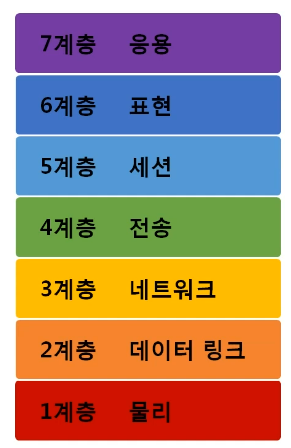 7계층 응용
6계층 표현
5계층 세션
4계층 전송
3계층 네트워크
2계층 데이터 링크
1계층 물리